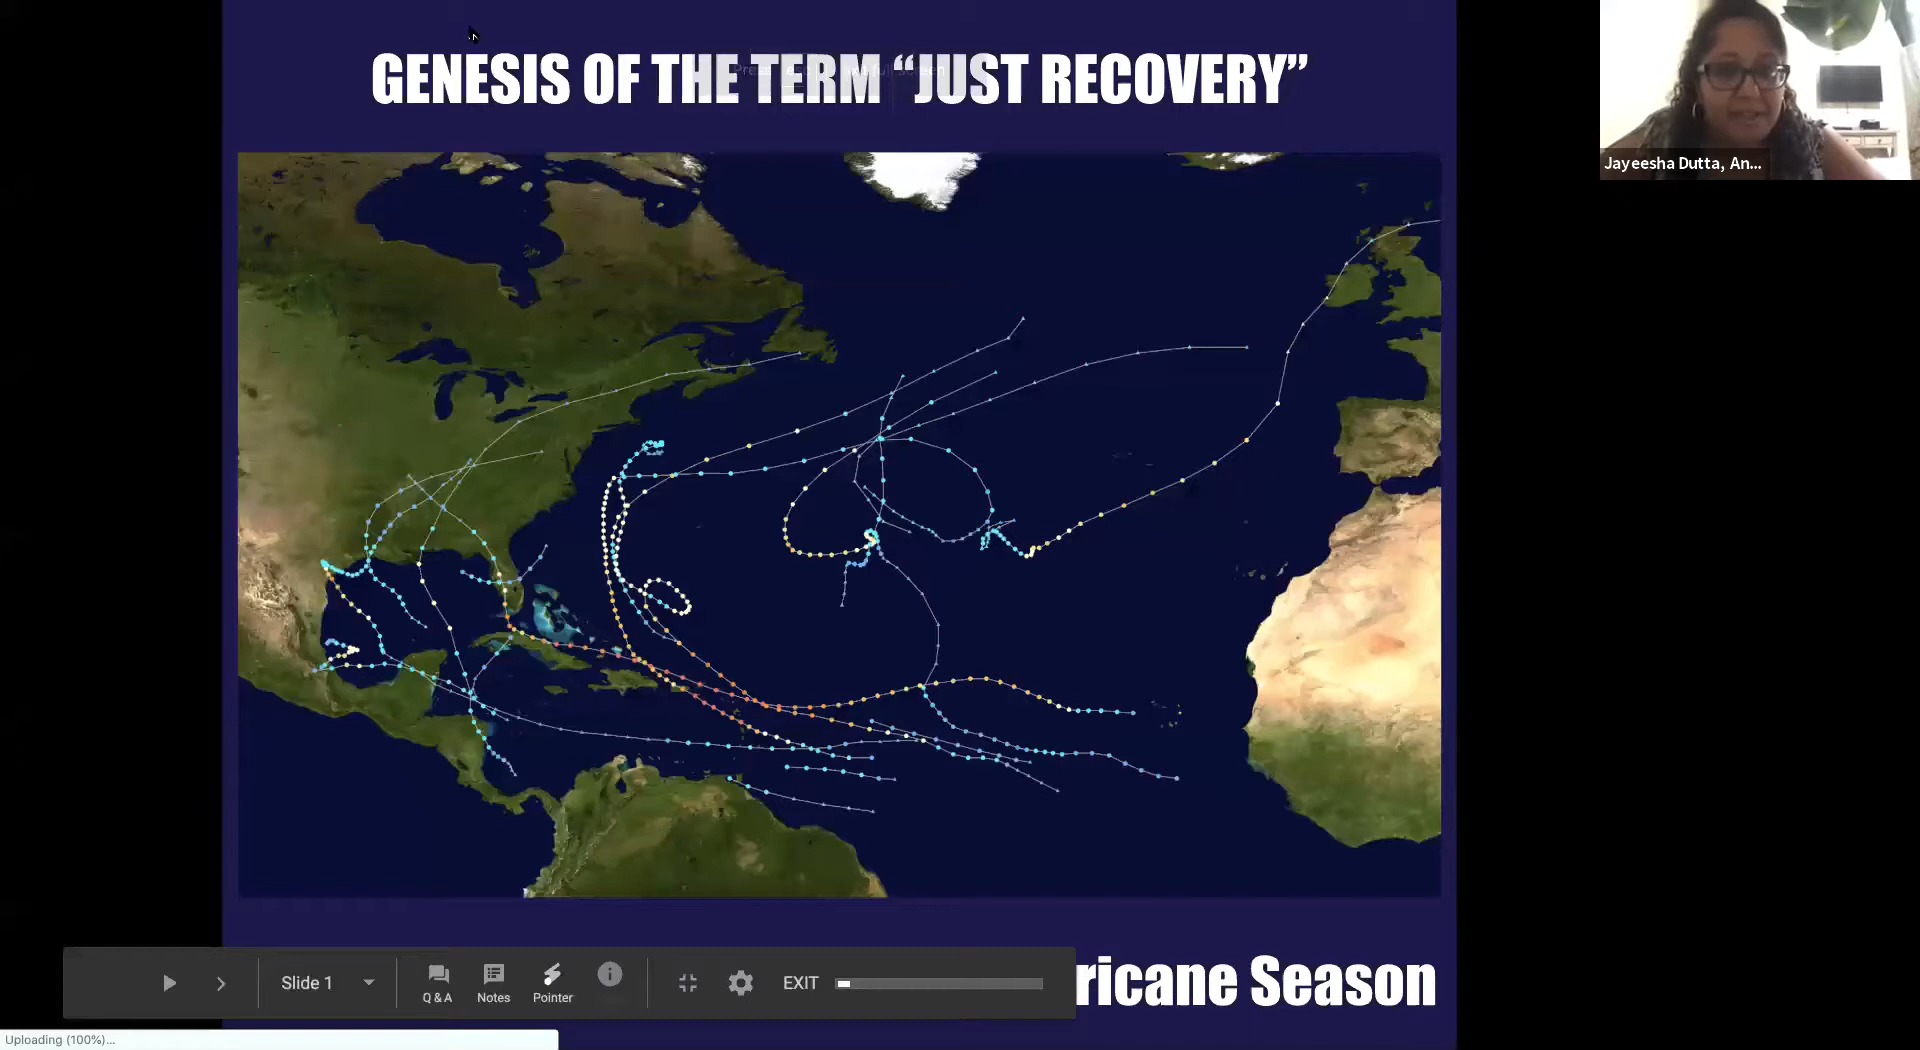 GENESIS OF THE TERM “JUST RECOVERY”
Jayeesha Dutta, An...
ricane Season
Slide 1
Q & A
Notes
Pointer
EXIT
Uploading (100%)...